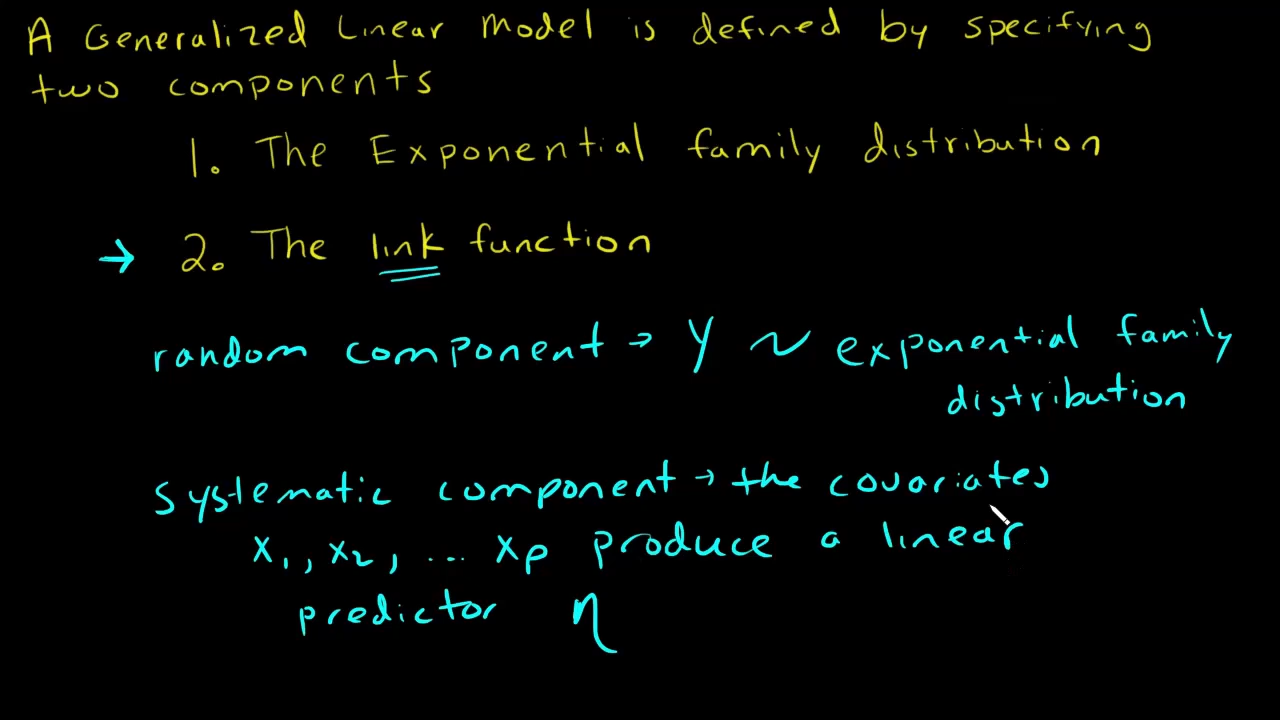 A Generalized Linear Model is defined by specifying
two components
1. The Exponential family distribution
→ 2. The link function
random component → Y ~ exponential family
distribution
systematic component → the covariates
x₁, x₂, ... xₚ produce a linear
predictor η